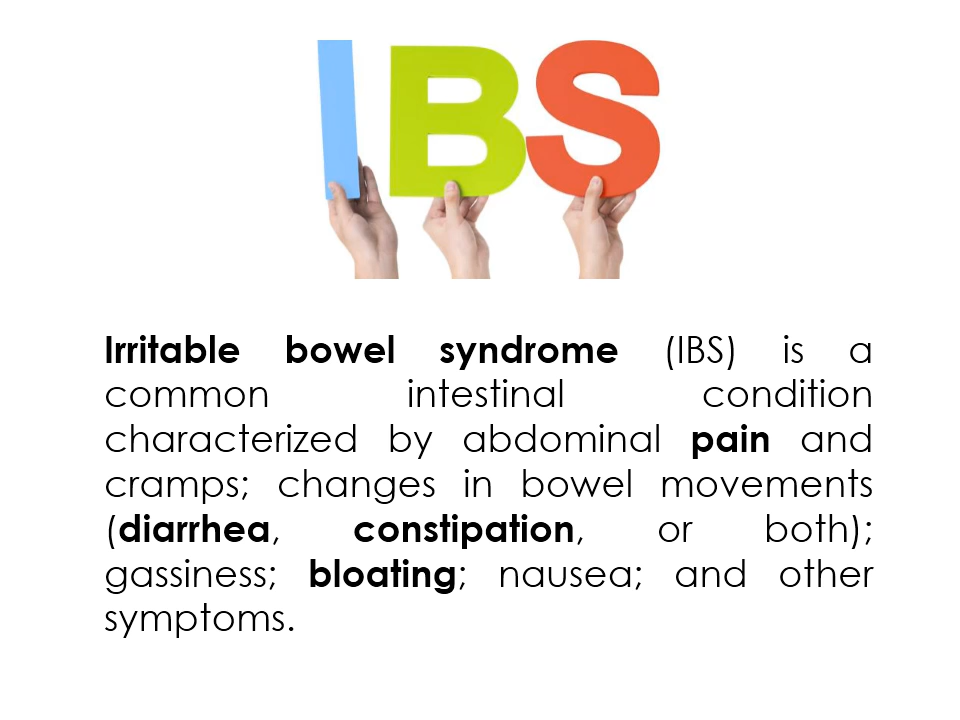 IBS
Irritable bowel syndrome (IBS) is a
common intestinal condition
characterized by abdominal pain and
cramps; changes in bowel movements
(diarrhea, constipation, or both);
gassiness; bloating; nausea; and other
symptoms.